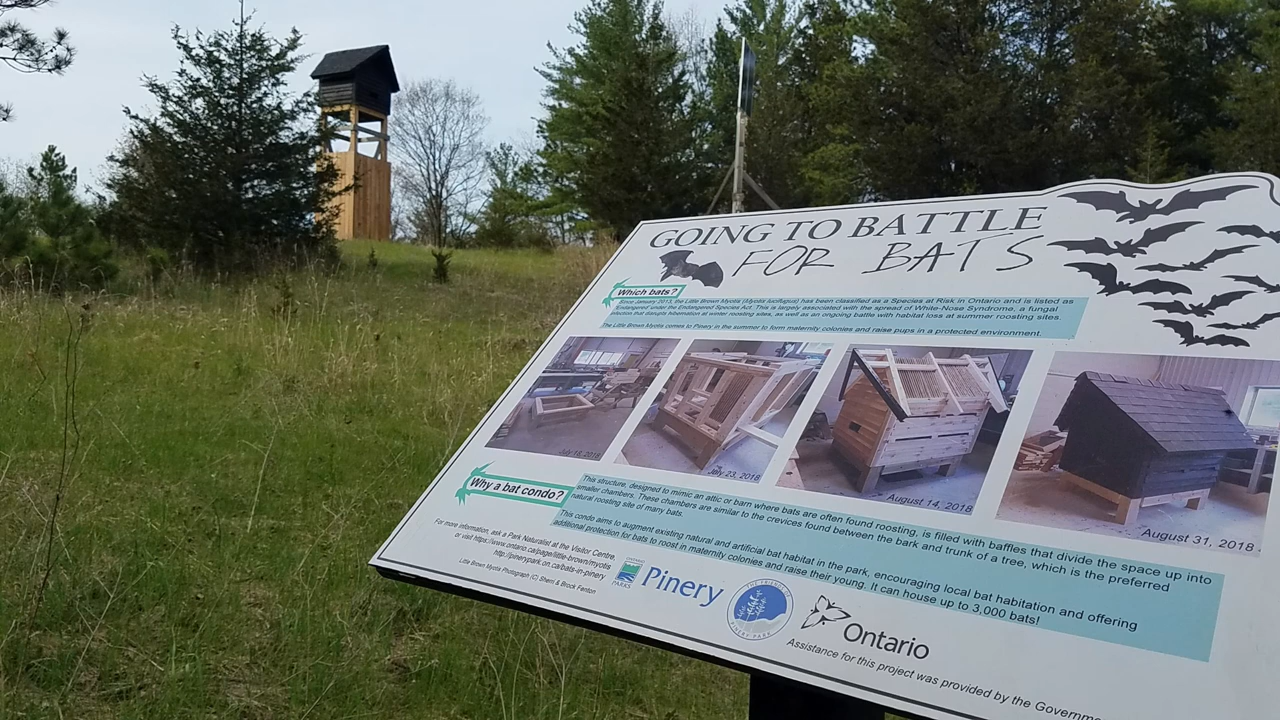 GOING TO BATTLE
FOR BATS
Which bats?
Since January 2013, the Little Brown Myotis (Myotis lucifugus) has been classified as a Species at Risk in Ontario and is listed as
"Endangered" under the Endangered Species Act. This is largely associated with the spread of White-Nose Syndrome, a fungal
infection that disrupts hibernation at winter roosting sites, as well as an ongoing battle with habitat loss at summer roosting sites.
The Little Brown Myotis comes to Pinery in the summer to form maternity colonies and raise pups in a protected environment.
July 18, 2018
July 23, 2018
August 14, 2018
August 31, 2018
Why a bat condo?
This structure, designed to mimic an attic or barn where bats are often found roosting, is filled with baffles that divide the space up into
smaller chambers. These chambers are similar to the crevices found between the bark and trunk of a tree, which is the preferred
natural roosting site of many bats.
This condo aims to augment existing natural and artificial bat habitat in the park, encouraging local bat habitation and offering
additional protection for bats to roost in maternity colonies and raise their young. It can house up to 3,000 bats!
For more information, ask a Park Naturalist at the Visitor Centre,
or visit https://www.ontario.ca/page/little-brown-myotis
http://pinerypark.on.ca/bats-in-pinery
Little Brown Myotis Photograph (C) Sherri & Brock Fenton
ONTARIO
PARKS
Pinery
THE FRIENDS OF
PINERY PARK
Ontario
Assistance for this project was provided by the Governme